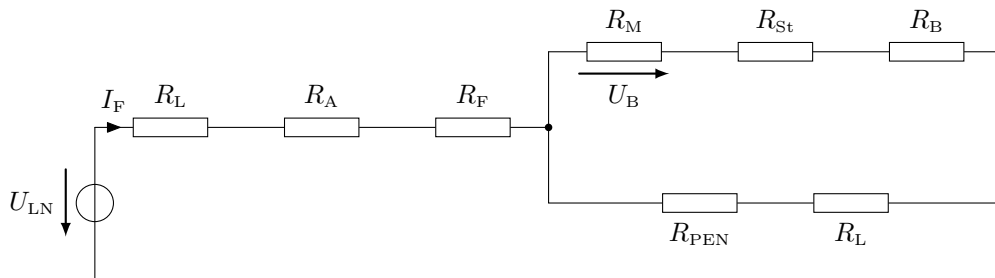 R_M R_St R_B
U_B
I_F R_L R_A R_F
U_LN
R_PEN R_L